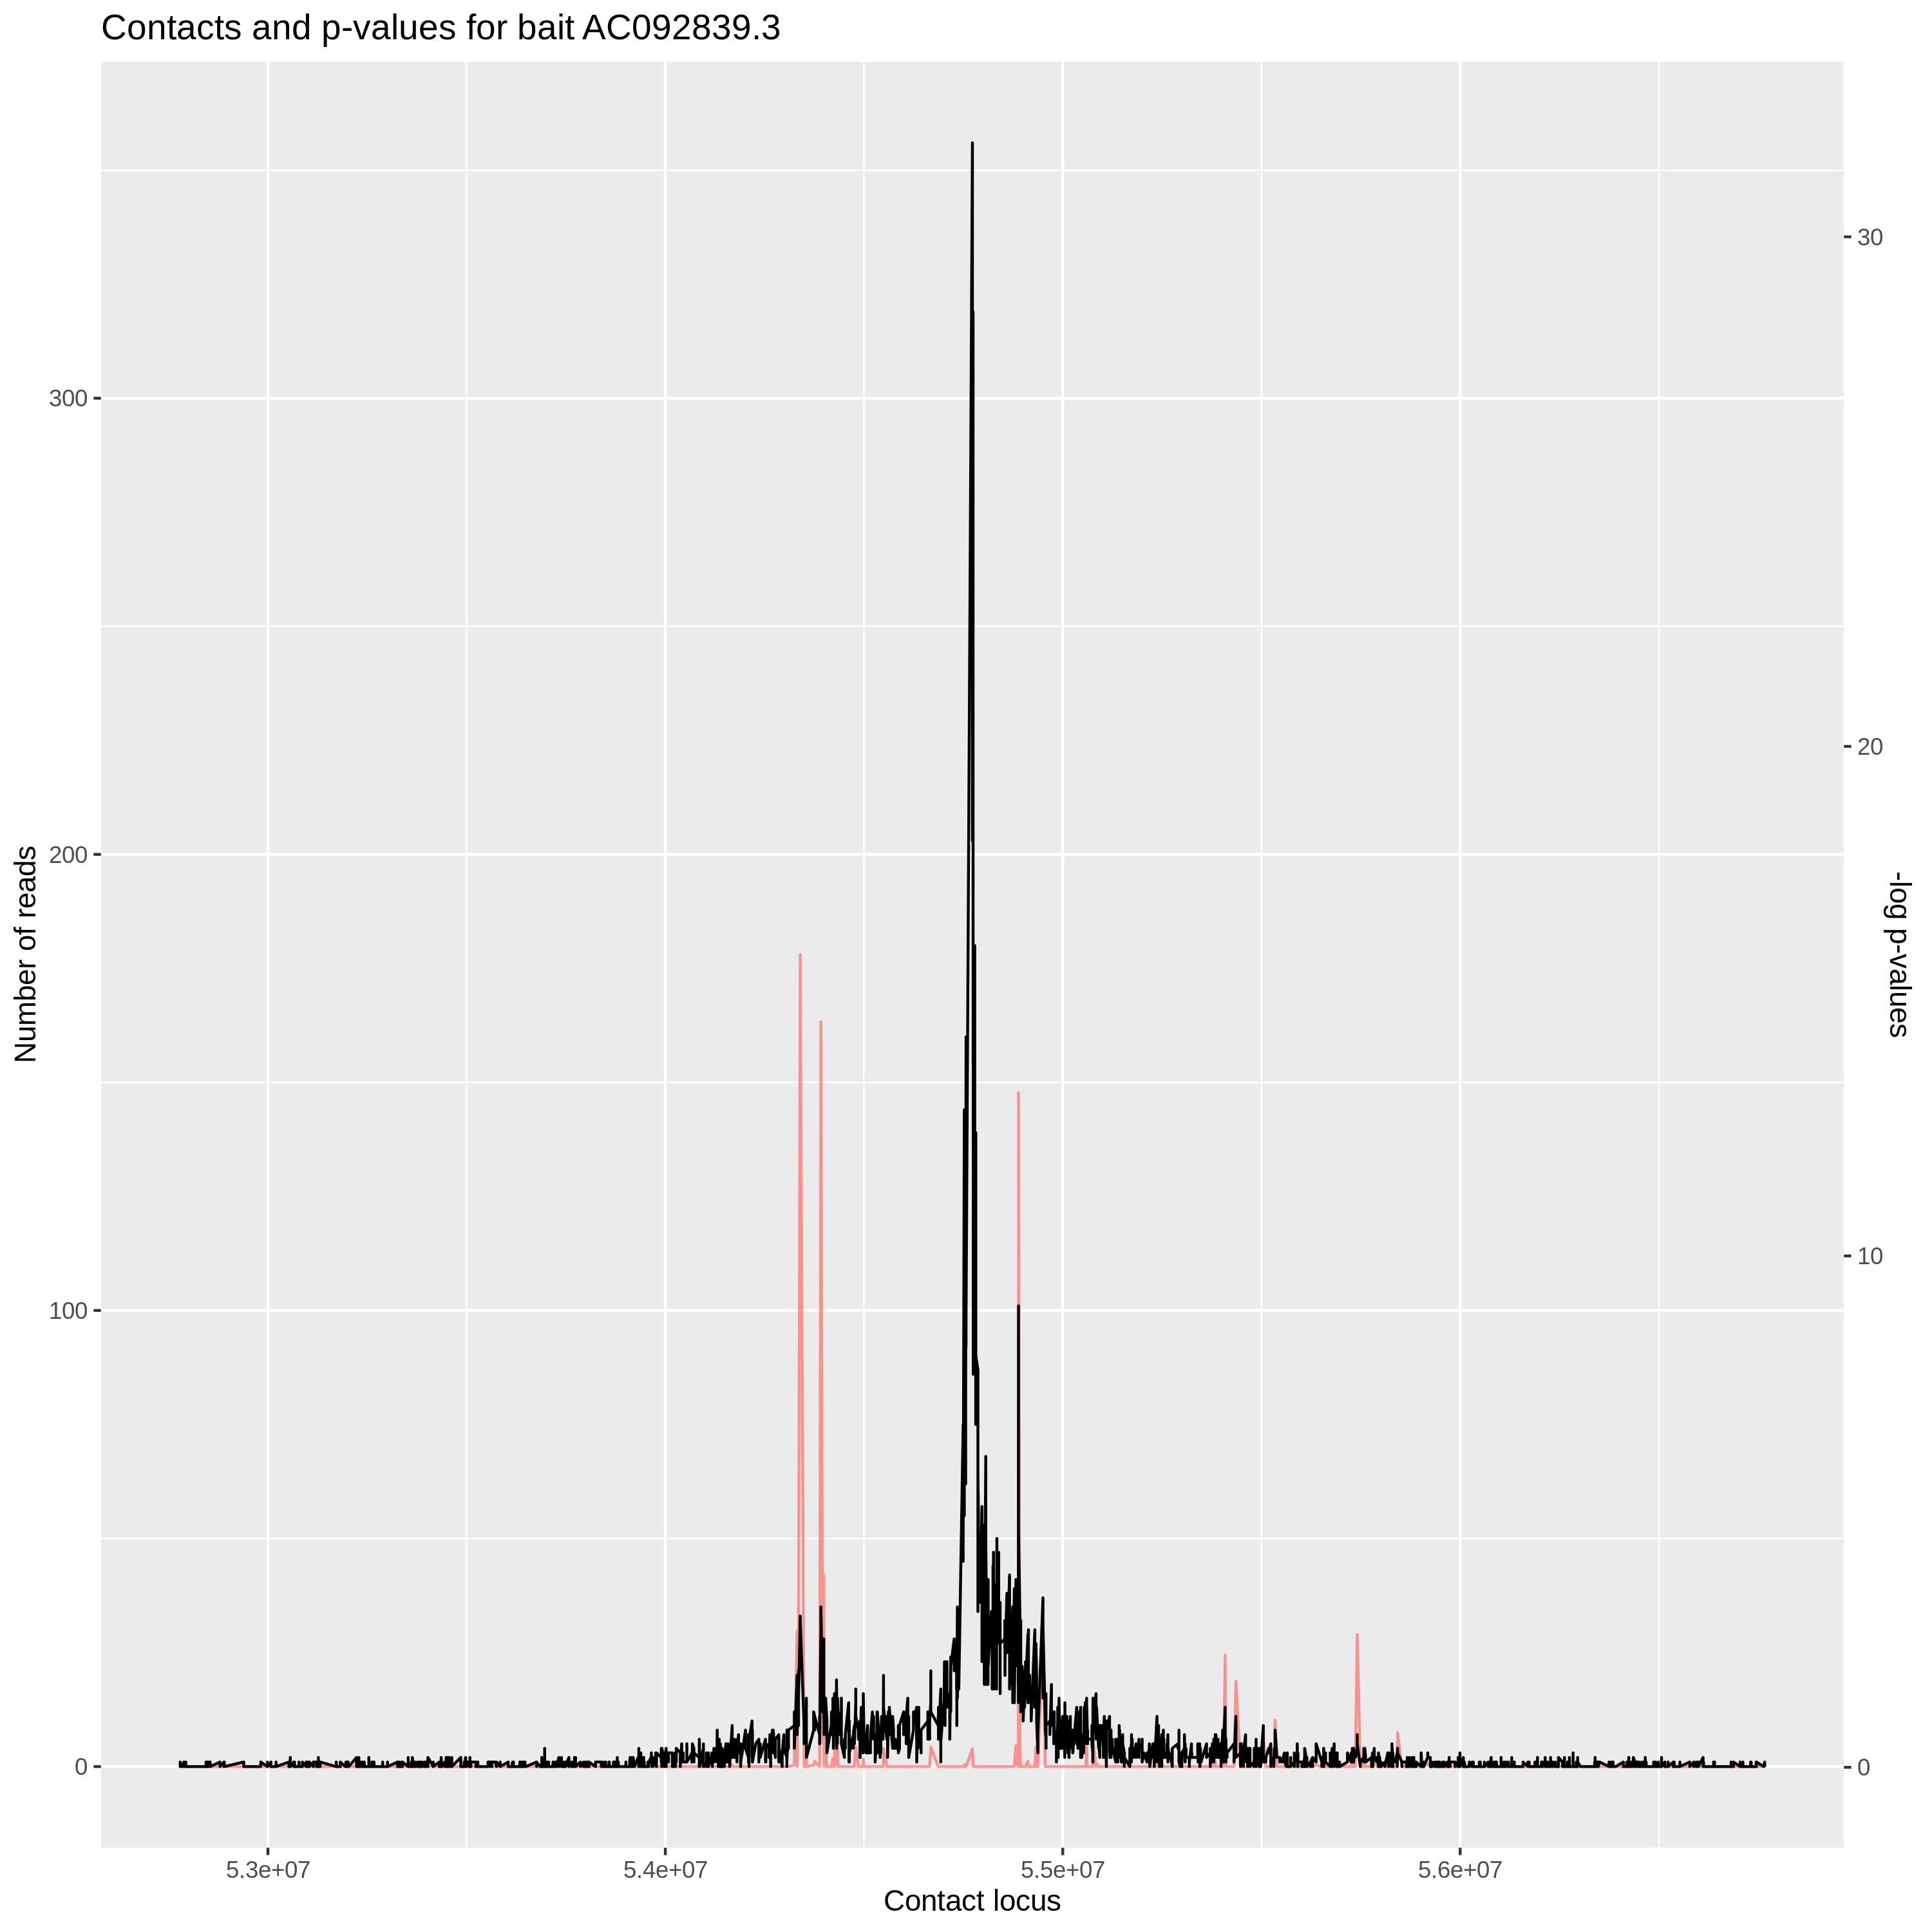 Contacts and p-values for bait AC092839.3
Number of reads
300
200
100
0
30
20
10
0
-log p-values
5.3e+07
5.4e+07
5.5e+07
5.6e+07
Contact locus